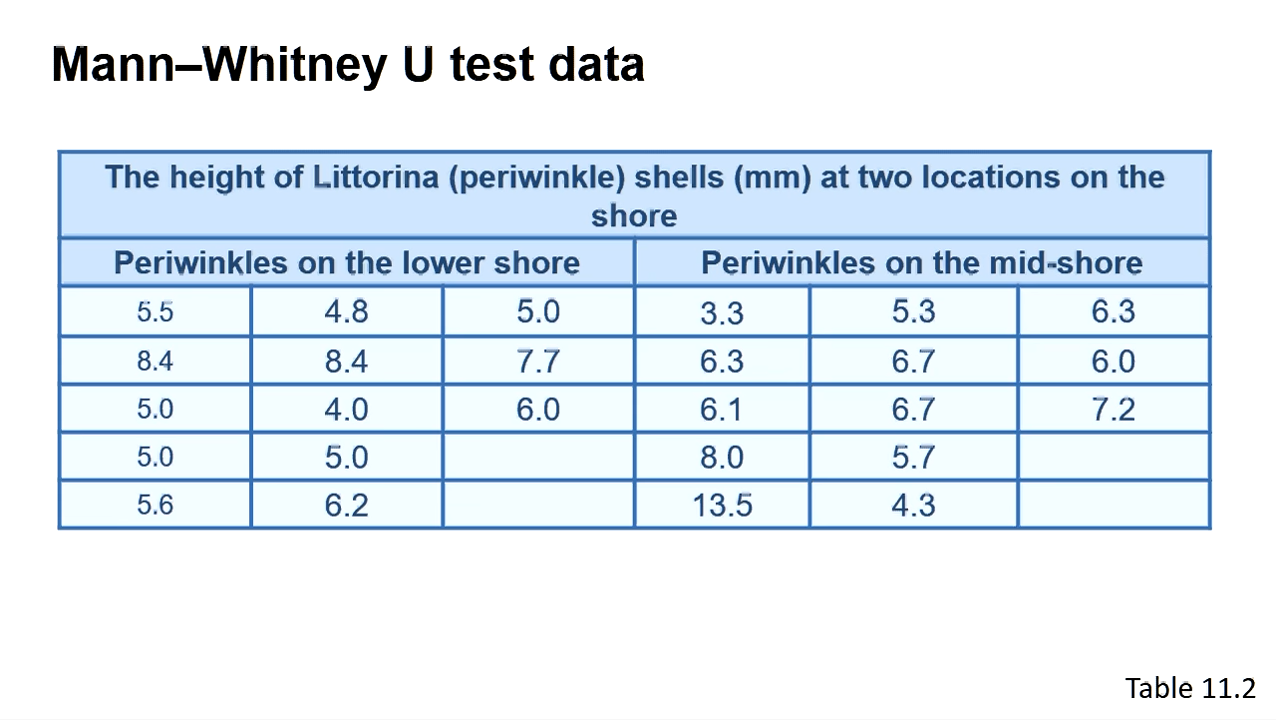 Mann–Whitney U test data
The height of Littorina (periwinkle) shells (mm) at two locations on the
shore
Periwinkles on the lower shore Periwinkles on the mid-shore
5.5 4.8 5.0 3.3 5.3 6.3
8.4 8.4 7.7 6.3 6.7 6.0
5.0 4.0 6.0 6.1 6.7 7.2
5.0 5.0 8.0 5.7
5.6 6.2 13.5 4.3
Table 11.2